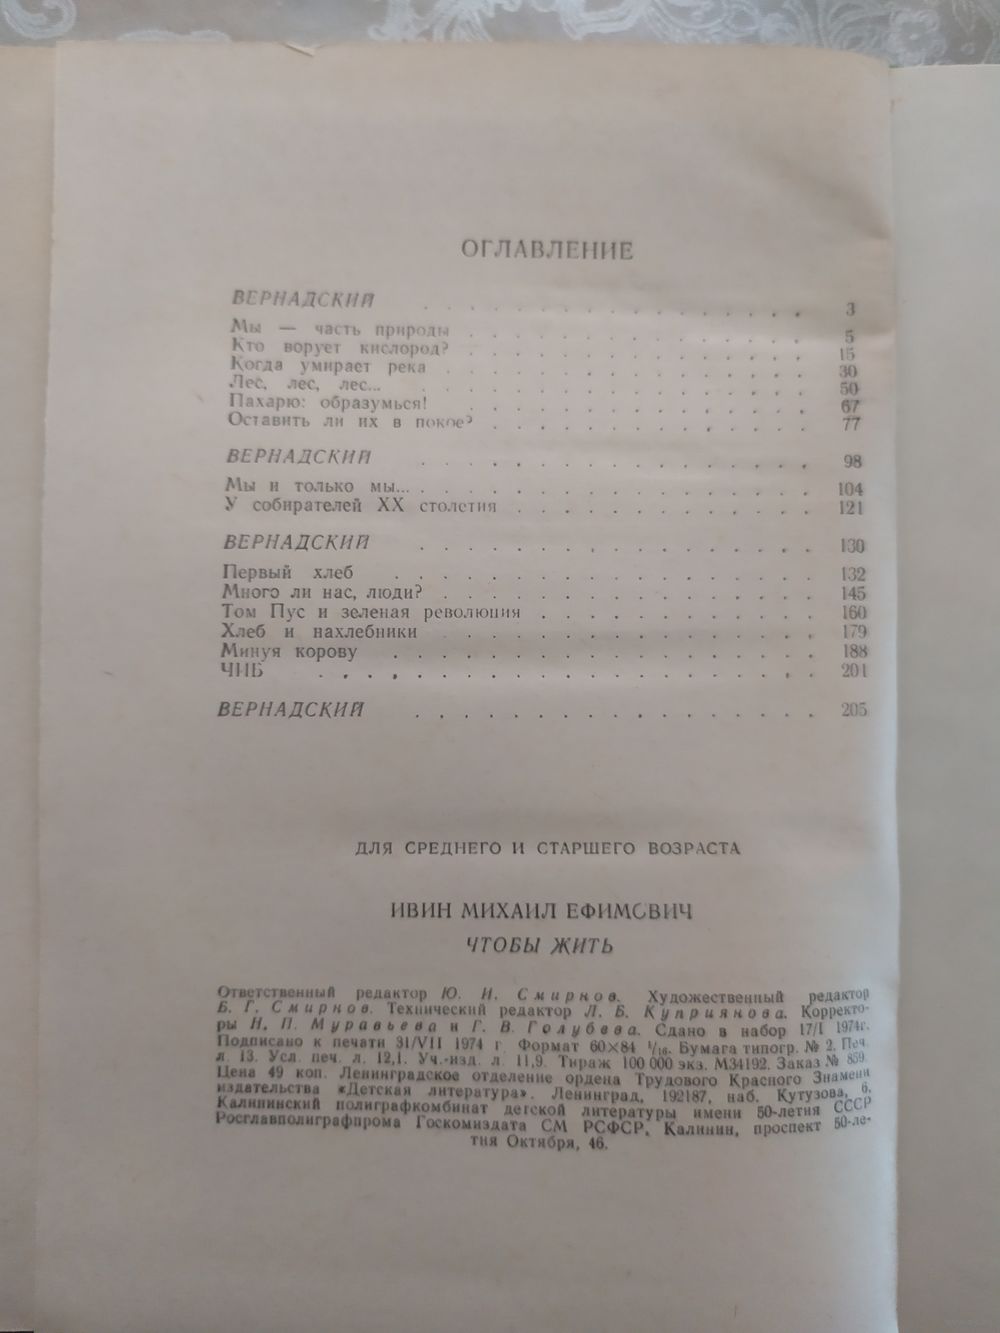 ОГЛАВЛЕНИЕ
ВЕРНАДСКИЙ . . . . . . . . . . . . 3
Мы — часть природы . . . . . . . . . . . 5
Кто ворует кислород? . . . . . . . . . . . 15
Когда умирает река . . . . . . . . . . . . 30
Лес, лес, лес... . . . . . . . . . . . . . 50
Пахарю: образумься! . . . . . . . . . . . 67
Оставить ли их в покое? . . . . . . . . . . 77
ВЕРНАДСКИЙ . . . . . . . . . . . . 98
Мы и только мы... . . . . . . . . . . . . . 104
У собирателей XX столетия . . . . . . . . . . 121
ВЕРНАДСКИЙ . . . . . . . . . . . . 130
Первый хлеб . . . . . . . . . . . . . 132
Много ли нас, люди? . . . . . . . . . . . . 145
Том Пус и зеленая революция . . . . . . . . . 160
Хлеб и нахлебники . . . . . . . . . . . . 179
Минуя корову . . . . . . . . . . . . . 188
ЧИБ . . . . . . . . . . . . . . . 201
ВЕРНАДСКИЙ . . . . . . . . . . . . . 205
ДЛЯ СРЕДНЕГО И СТАРШЕГО ВОЗРАСТА
ИВИН МИХАИЛ ЕФИМОВИЧ
ЧТОБЫ ЖИТЬ
Ответственный редактор Ю. И. Смирнов. Художественный редактор
Б. Г. Смирнов. Технический редактор Л. Б. Куприянова. Корректо-
ры Н. П. Муравьева и Г. В. Голубева. Сдано в набор 17/I 1974г.
Подписано к печати 31/VII 1974 г. Формат 60×84 1/16. Бумага типогр. № 2. Печ.
л. 13. Усл. печ. л. 12,1. Уч.-изд. л. 11,9. Тираж 100 000 экз. М34192. Заказ № 859.
Цена 49 коп. Ленинградское отделение ордена Трудового Красного Знамени
издательства «Детская литература». Ленинград, 192187, наб. Кутузова, 6.
Калининский полиграфкомбинат детской литературы имени 50-летия СССР
Росглавполиграфпрома Госкомиздата СМ РСФСР. Калинин, проспект 50-ле-
тия Октября, 46.